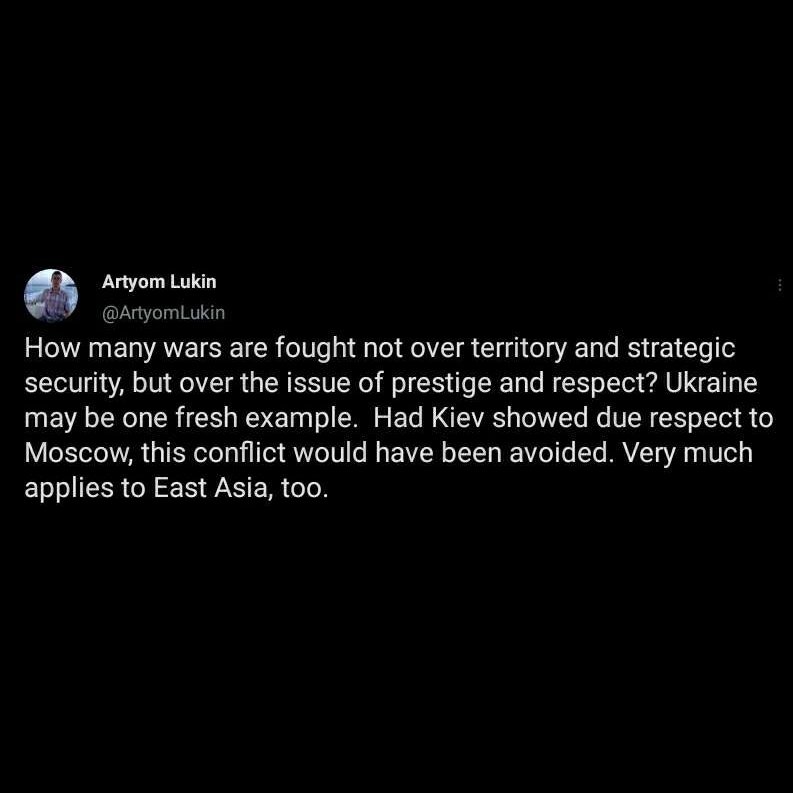 Artyom Lukin
@ArtyomLukin
How many wars are fought not over territory and strategic
security, but over the issue of prestige and respect? Ukraine
may be one fresh example.  Had Kiev showed due respect to
Moscow, this conflict would have been avoided. Very much
applies to East Asia, too.